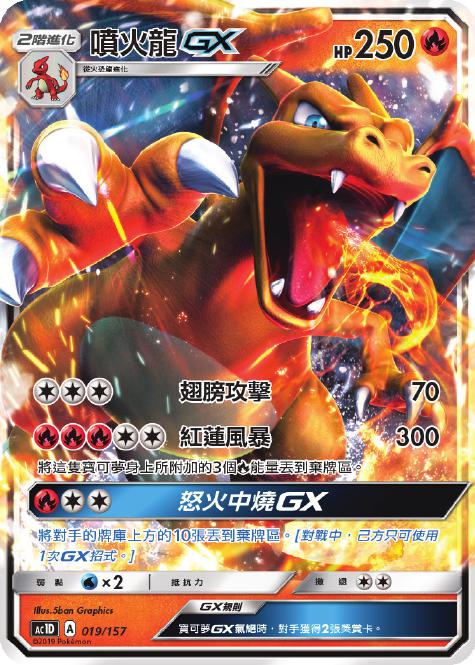 2階進化
噴火龍GX
HP250
從火恐龍進化
翅膀攻擊 70
紅蓮風暴 300
將這隻寶可夢身上所附加的3個能量丟到棄牌區。
怒火中燒GX
將對手的牌庫上方的10張丟到棄牌區。[對戰中，己方只可使用
1次GX招式。]
弱點 ×2 抵抗力 撤退
Illus.5ban Graphics
GX規則
寶可夢GX氣絕時，對手獲得2張獎賞卡。
AC1D A 019/157
©2019 Pokémon